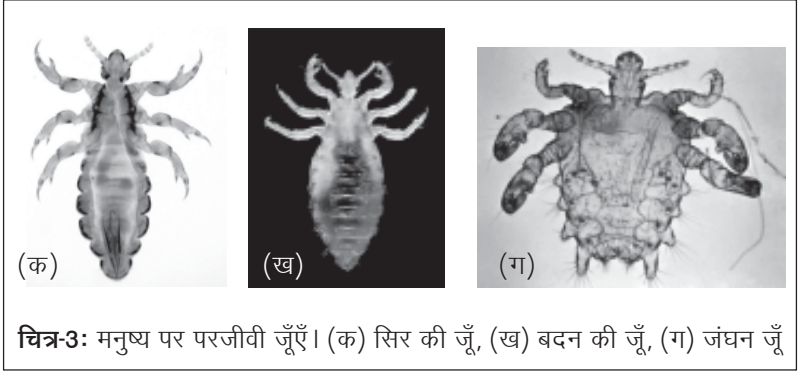 (क)
(ख)
(ग)
चित्र-3: मनुष्य पर परजीवी जूँएँ। (क) सिर की जूँ, (ख) बदन की जूँ, (ग) जंघन जूँ